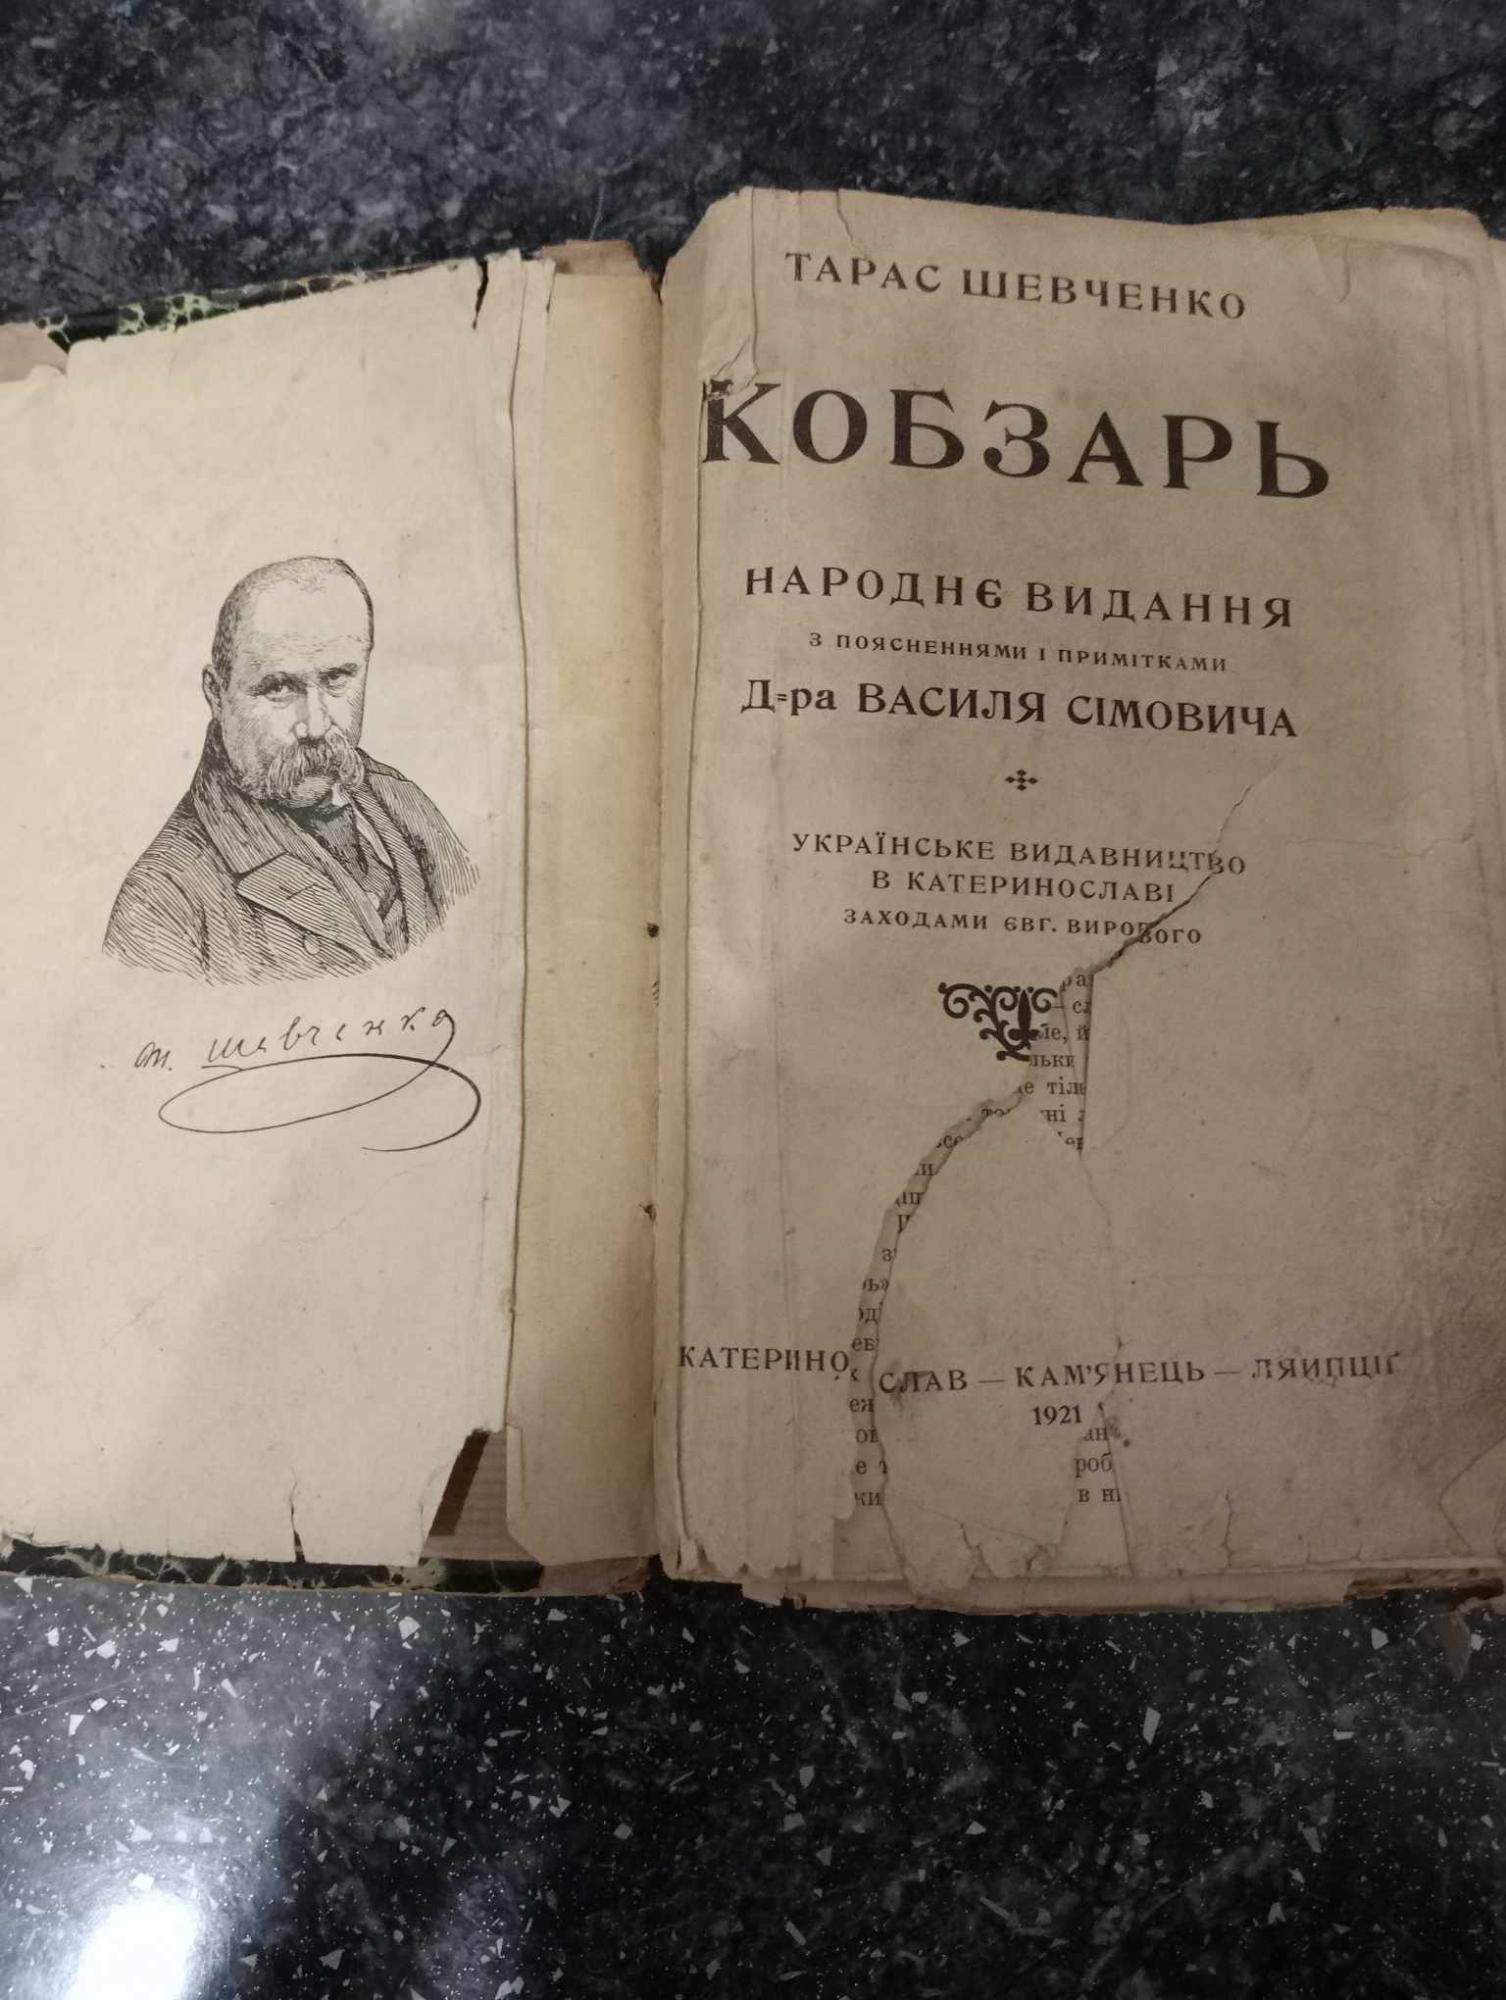 т. шевченко
ТАРАС ШЕВЧЕНКО
КОБЗАРЬ
НАРОДНЄ ВИДАННЯ
З ПОЯСНЕННЯМИ І ПРИМІТКАМИ
Д-ра ВАСИЛЯ СІМОВИЧА
УКРАЇНСЬКЕ ВИДАВНИЦТВО
В КАТЕРИНОСЛАВІ
ЗАХОДАМИ ЄВГ. ВИРОВОГО
КАТЕРИНОСЛАВ — КАМ'ЯНЕЦЬ — ЛЯЙПЦІҐ
1921